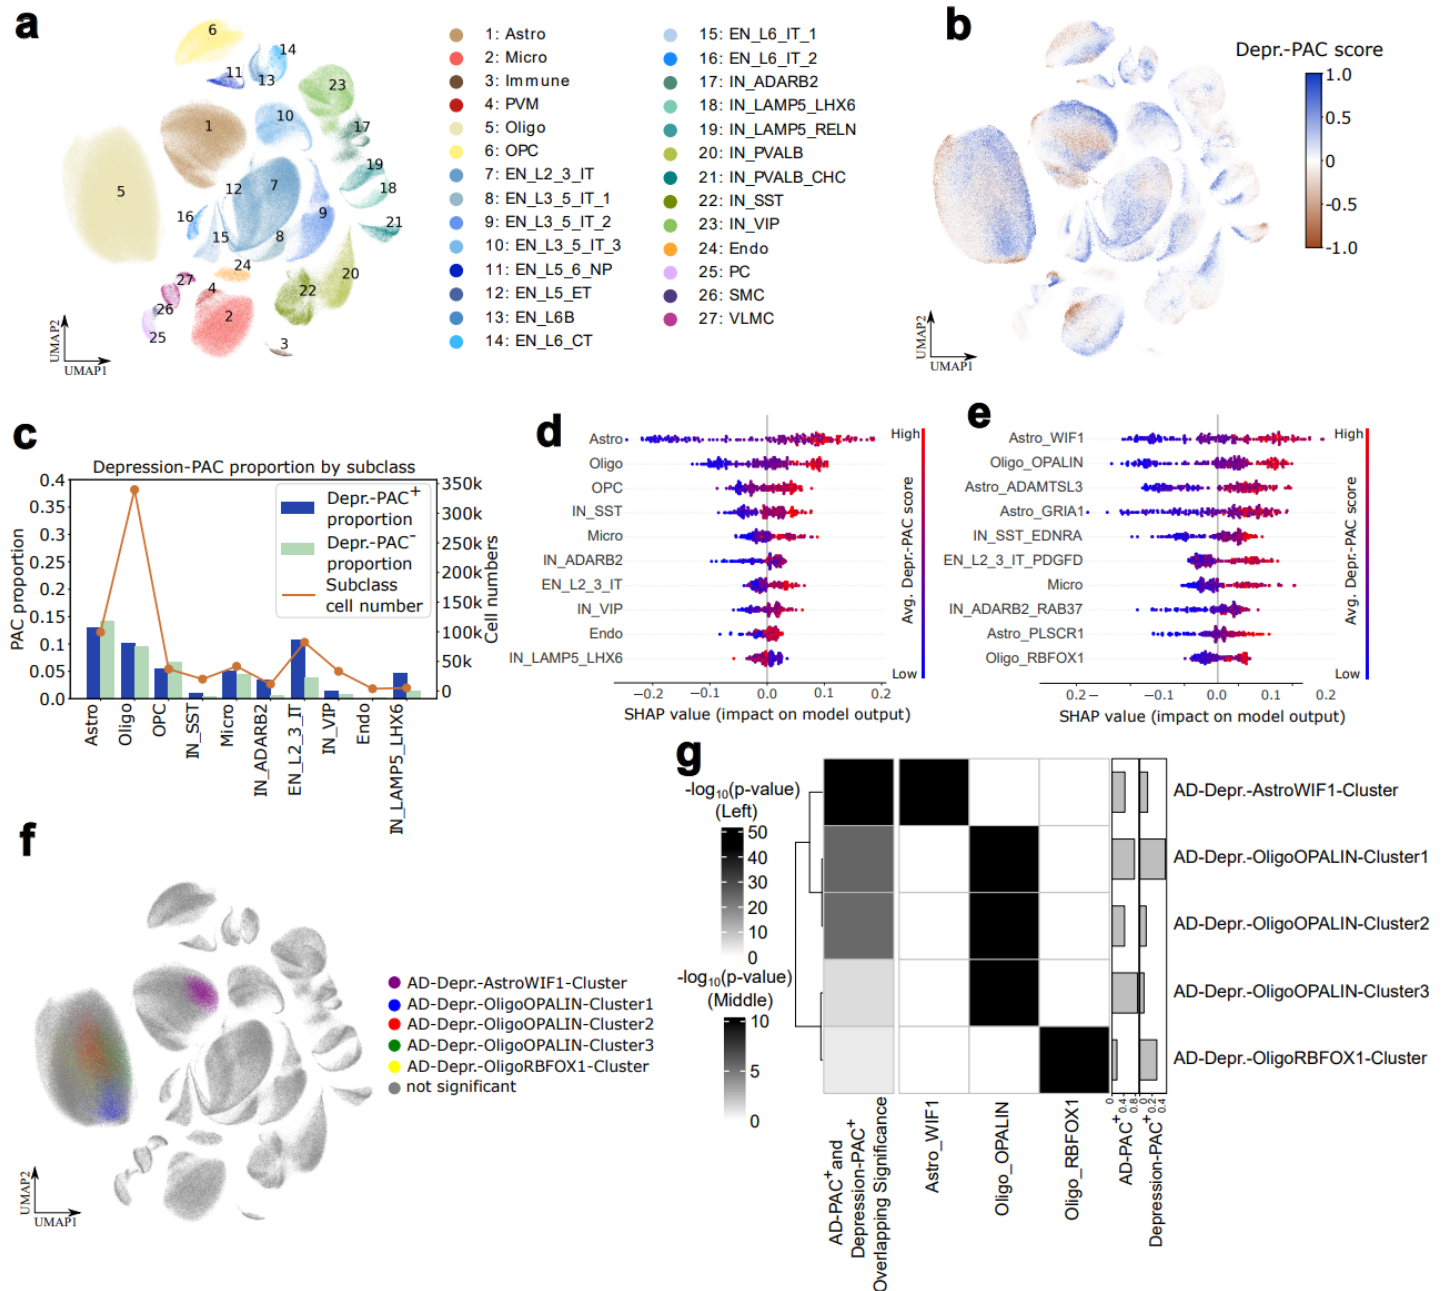 a
1: Astro
2: Micro
3: Immune
4: PVM
5: Oligo
6: OPC
7: EN_L2_3_IT
8: EN_L3_5_IT_1
9: EN_L3_5_IT_2
10: EN_L3_5_IT_3
11: EN_L5_6_NP
12: EN_L5_ET
13: EN_L6B
14: EN_L6_CT
15: EN_L6_IT_1
16: EN_L6_IT_2
17: IN_ADARB2
18: IN_LAMP5_LHX6
19: IN_LAMP5_RELN
20: IN_PVALB
21: IN_PVALB_CHC
22: IN_SST
23: IN_VIP
24: Endo
25: PC
26: SMC
27: VLMC
6
14
11
13
23
1
10
17
19
5
12
7
18
16
9
21
15
8
24
20
27
4
22
26
2
25
3
UMAP2
UMAP1
b
Depr.-PAC score
1.0
0.5
0
-0.5
-1.0
UMAP2
UMAP1
c
Depression-PAC proportion by subclass
PAC proportion
0.4
0.35
0.3
0.25
0.2
0.15
0.1
0.05
0.0
Depr.-PAC+
proportion
Depr.-PAC-
proportion
Subclass
cell number
350k
300k
250k
200k
150k
100k
50k
0
Cell numbers
Astro
Oligo
OPC
IN_SST
Micro
IN_ADARB2
EN_L2_3_IT
IN_VIP
Endo
IN_LAMP5_LHX6
d
Astro
Oligo
OPC
IN_SST
Micro
IN_ADARB2
EN_L2_3_IT
IN_VIP
Endo
IN_LAMP5_LHX6
−0.2
−0.1
0.0
0.1
0.2
SHAP value (impact on model output)
High
Avg. Depr.-PAC score
Low
e
Astro_WIF1
Oligo_OPALIN
Astro_ADAMTSL3
Astro_GRIA1
IN_SST_EDNRA
EN_L2_3_IT_PDGFD
Micro
IN_ADARB2_RAB37
Astro_PLSCR1
Oligo_RBFOX1
0.2−
−0.1
0.0
0.1
0.2
SHAP value (impact on model output)
High
Avg. Depr.-PAC score
Low
f
AD-Depr-AstroWIF1-Cluster
AD-Depr.-OligoOPALIN-Cluster1
AD-Depr.-OligoOPALIN-Cluster2
AD-Depr.-OligoOPALIN-Cluster3
AD-Depr.-OligoRBFOX1-Cluster
not significant
UMAP2
UMAP1
g
-log10(p-value)
(Left)
50
40
30
20
10
0
-log10(p-value)
(Middle)
10
5
0
AD-Depr.-AstroWIF1-Cluster
AD-Depr.-OligoOPALIN-Cluster1
AD-Depr.-OligoOPALIN-Cluster2
AD-Depr.-OligoOPALIN-Cluster3
AD-Depr.-OligoRBFOX1-Cluster
AD-PAC+ and
Depression-PAC+
Overlapping Significance
Astro_WIF1
Oligo_OPALIN
Oligo_RBFOX1
0
0.4
0.8
AD-PAC+
0
0.2
0.4
Depression-PAC+